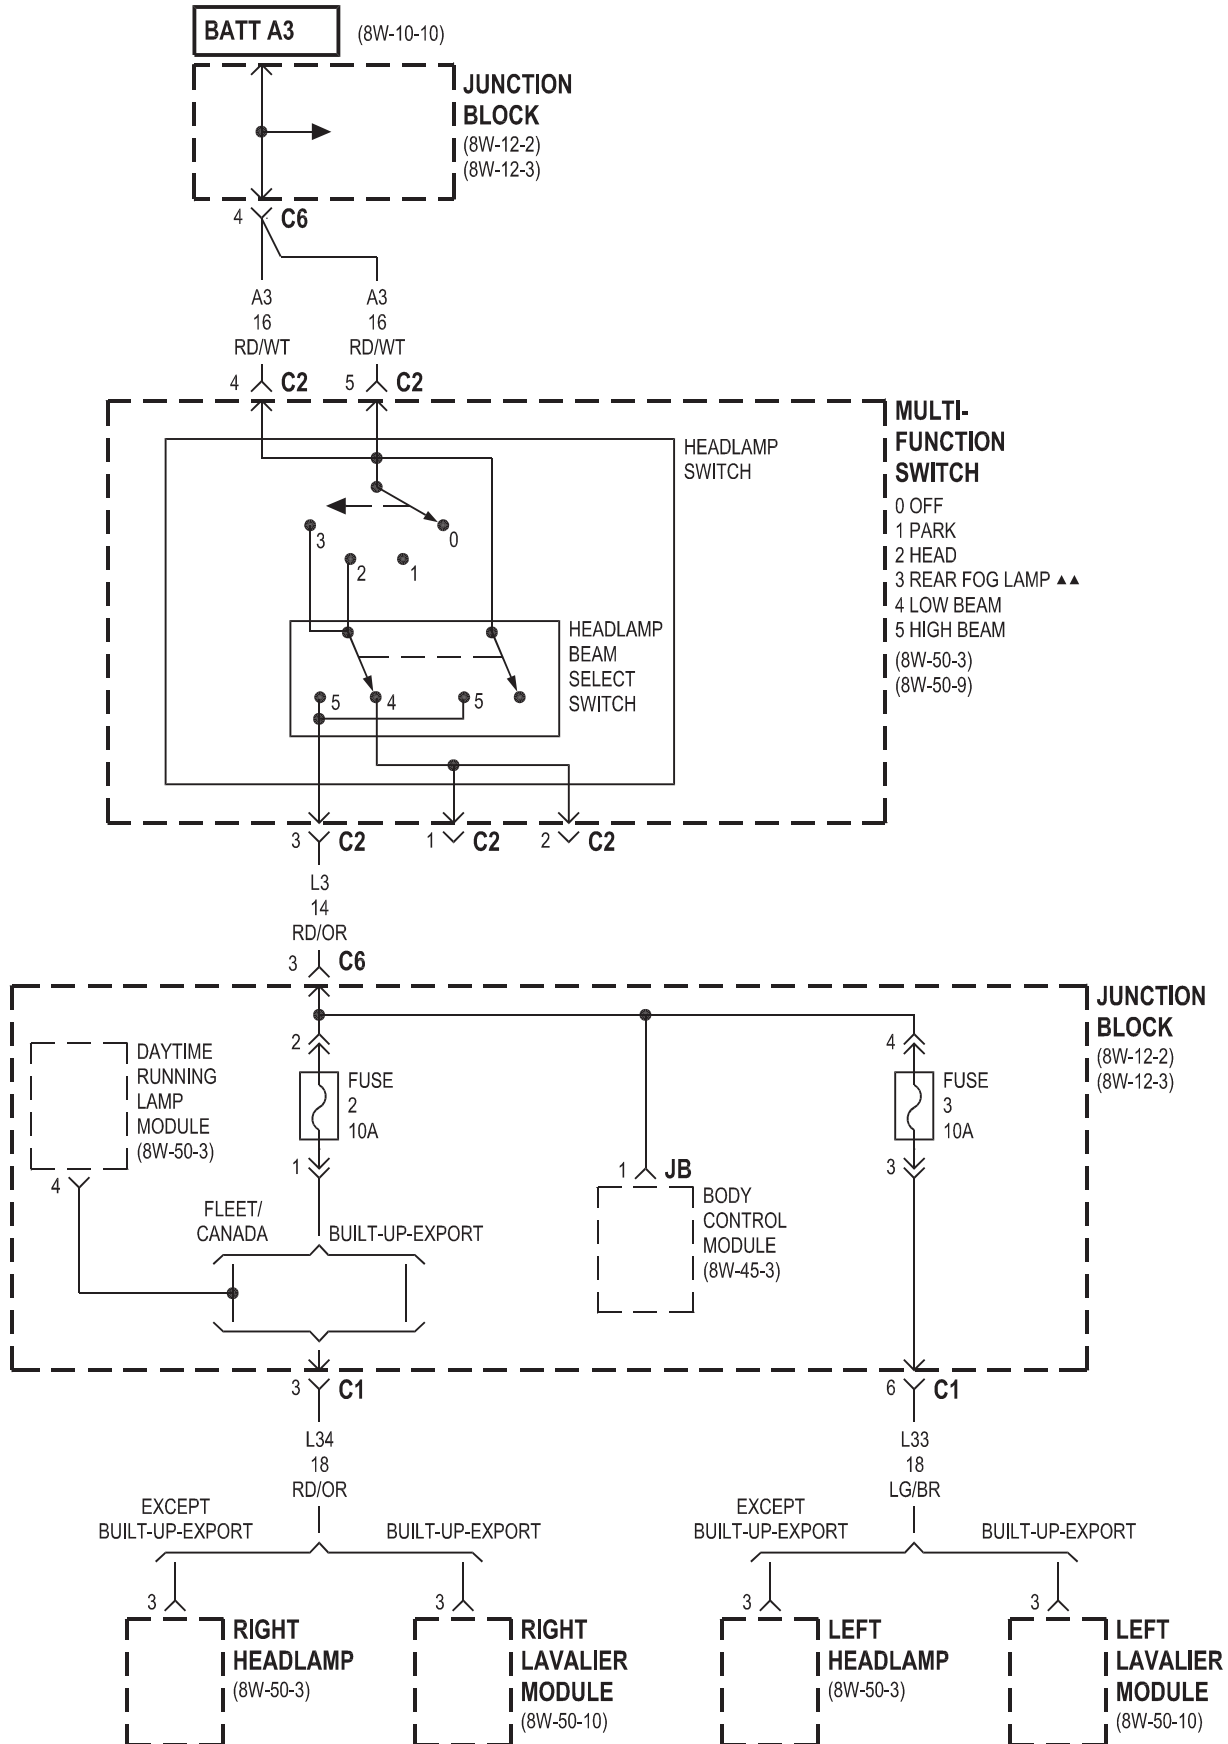 BATT A3
(8W-10-10)
JUNCTION
BLOCK
(8W-12-2)
(8W-12-3)
4 C6
A3
16
RD/WT
A3
16
RD/WT
4 C2
5 C2
MULTI-
FUNCTION
SWITCH
0 OFF
1 PARK
2 HEAD
3 REAR FOG LAMP ▲▲
4 LOW BEAM
5 HIGH BEAM
(8W-50-3)
(8W-50-9)
HEADLAMP
SWITCH
3
0
2
1
HEADLAMP
BEAM
SELECT
SWITCH
5
4
5
3 C2
1 C2
2 C2
L3
14
RD/OR
3 C6
JUNCTION
BLOCK
(8W-12-2)
(8W-12-3)
DAYTIME
RUNNING
LAMP
MODULE
(8W-50-3)
4
2
FUSE
2
10A
1
4
FUSE
3
10A
3
1 JB
BODY
CONTROL
MODULE
(8W-45-3)
FLEET/
CANADA
BUILT-UP-EXPORT
3 C1
6 C1
L34
18
RD/OR
L33
18
LG/BR
EXCEPT
BUILT-UP-EXPORT
BUILT-UP-EXPORT
EXCEPT
BUILT-UP-EXPORT
BUILT-UP-EXPORT
3
3
3
3
RIGHT
HEADLAMP
(8W-50-3)
RIGHT
LAVALIER
MODULE
(8W-50-10)
LEFT
HEADLAMP
(8W-50-3)
LEFT
LAVALIER
MODULE
(8W-50-10)